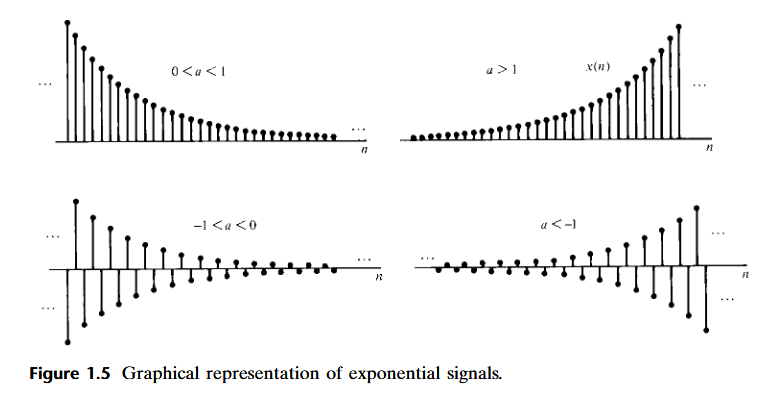 0 < a < 1
a > 1
x(n)
...
...
...
n
n
−1 < a < 0
a < −1
...
...
...
...
n
n
...
...
Figure 1.5 Graphical representation of exponential signals.